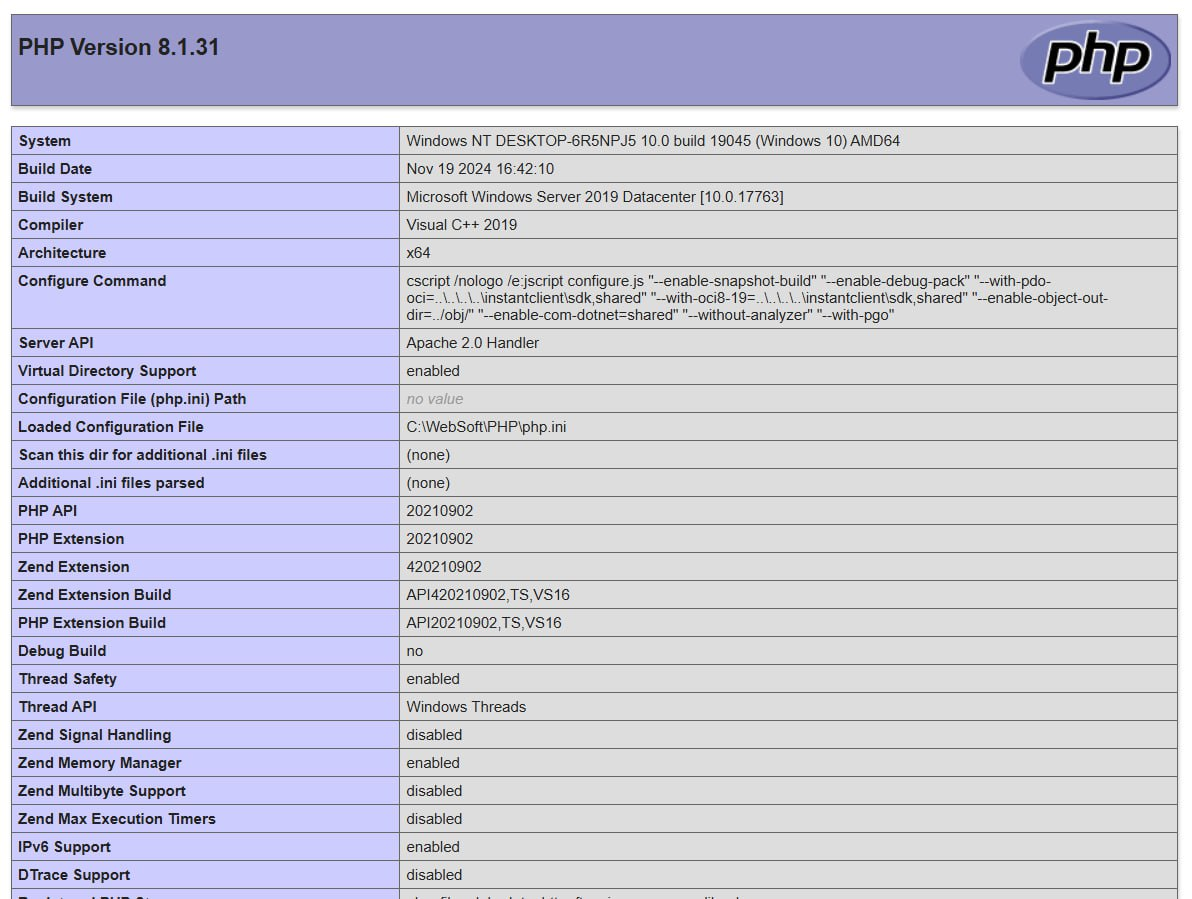 PHP Version 8.1.31
php
System Windows NT DESKTOP-6R5NPJ5 10.0 build 19045 (Windows 10) AMD64
Build Date Nov 19 2024 16:42:10
Build System Microsoft Windows Server 2019 Datacenter [10.0.17763]
Compiler Visual C++ 2019
Architecture x64
Configure Command cscript /nologo /e:jscript configure.js "--enable-snapshot-build" "--enable-debug-pack" "--with-pdo-
oci=..\..\..\..\instantclient\sdk,shared" "--with-oci8-19=..\..\..\..\instantclient\sdk,shared" "--enable-object-out-
dir=../obj/" "--enable-com-dotnet=shared" "--without-analyzer" "--with-pgo"
Server API Apache 2.0 Handler
Virtual Directory Support enabled
Configuration File (php.ini) Path no value
Loaded Configuration File C:\WebSoft\PHP\php.ini
Scan this dir for additional .ini files (none)
Additional .ini files parsed (none)
PHP API 20210902
PHP Extension 20210902
Zend Extension 420210902
Zend Extension Build API420210902,TS,VS16
PHP Extension Build API20210902,TS,VS16
Debug Build no
Thread Safety enabled
Thread API Windows Threads
Zend Signal Handling disabled
Zend Memory Manager enabled
Zend Multibyte Support disabled
Zend Max Execution Timers disabled
IPv6 Support enabled
DTrace Support disabled